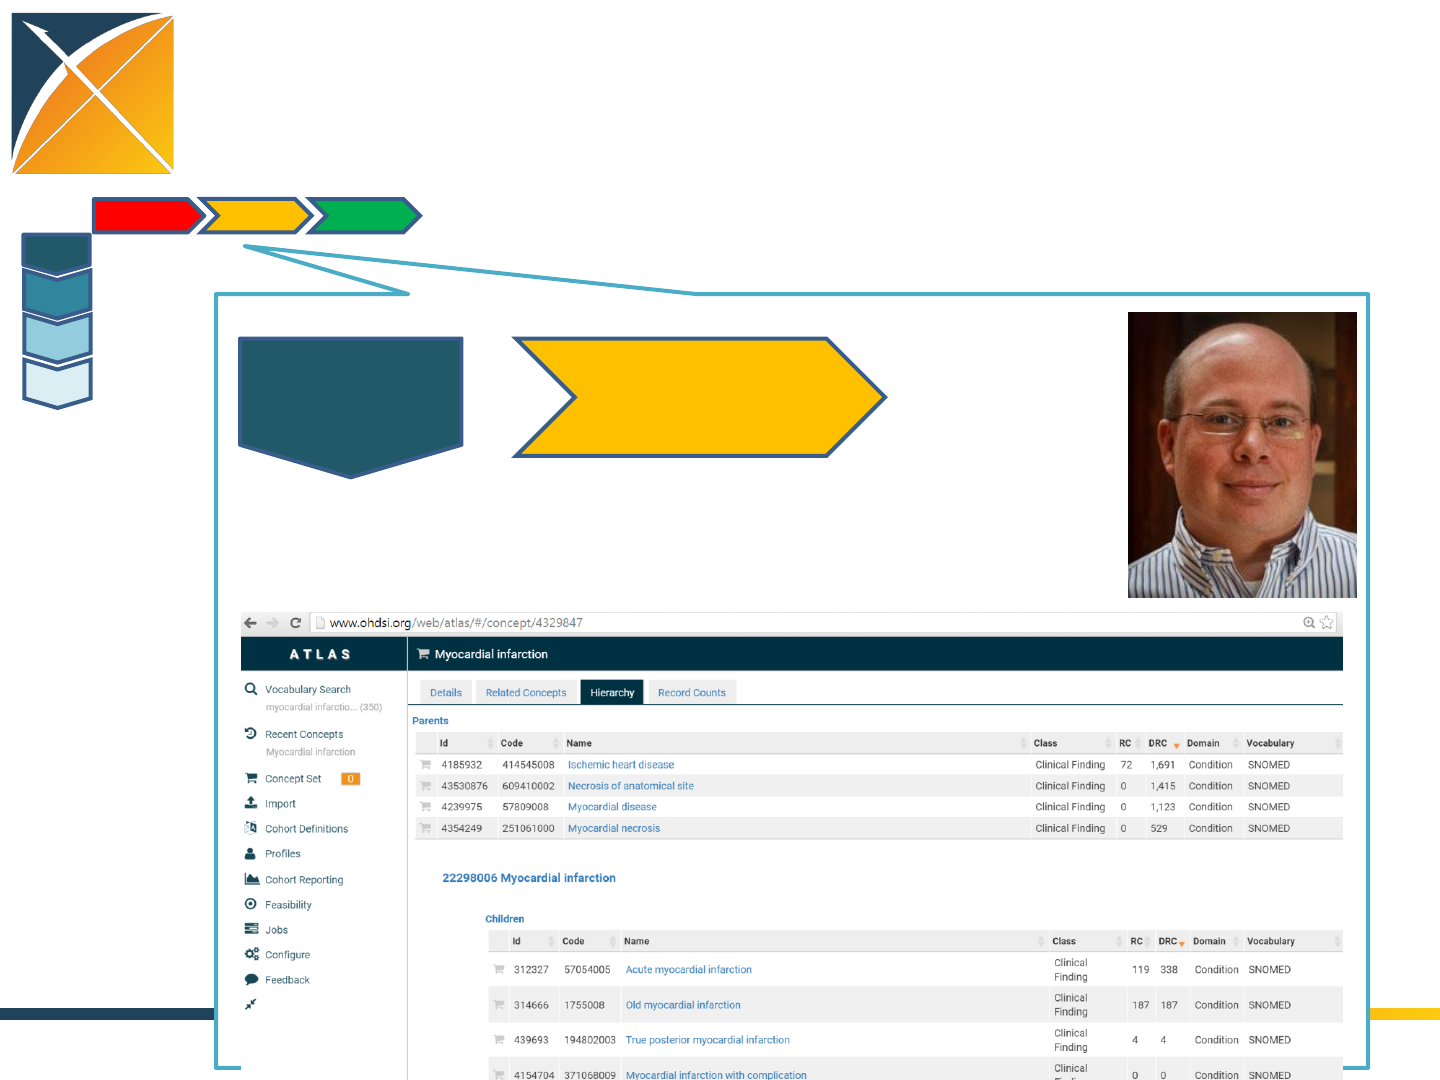 www.ohdsi.org/web/atlas/#/concept/4329847
ATLAS
Myocardial infarction
Vocabulary Search
myocardial infarctio... (350)
Recent Concepts
Myocardial infarction
Concept Set 0
Import
Cohort Definitions
Profiles
Cohort Reporting
Feasibility
Jobs
Configure
Feedback
Details Related Concepts Hierarchy Record Counts
Parents
Id Code Name Class RC DRC Domain Vocabulary
4185932 414545008 Ischemic heart disease Clinical Finding 72 1,691 Condition SNOMED
43530876 609410002 Necrosis of anatomical site Clinical Finding 0 1,415 Condition SNOMED
4239975 57809008 Myocardial disease Clinical Finding 0 1,123 Condition SNOMED
4354249 251061000 Myocardial necrosis Clinical Finding 0 529 Condition SNOMED
22298006 Myocardial infarction
Children
Id Code Name Class RC DRC Domain Vocabulary
312327 57054005 Acute myocardial infarction Clinical Finding 119 338 Condition SNOMED
314666 1755008 Old myocardial infarction Clinical Finding 187 187 Condition SNOMED
439693 194802003 True posterior myocardial infarction Clinical Finding 4 4 Condition SNOMED
4154704 371068009 Myocardial infarction with complication Clinical 0 0 Condition SNOMED